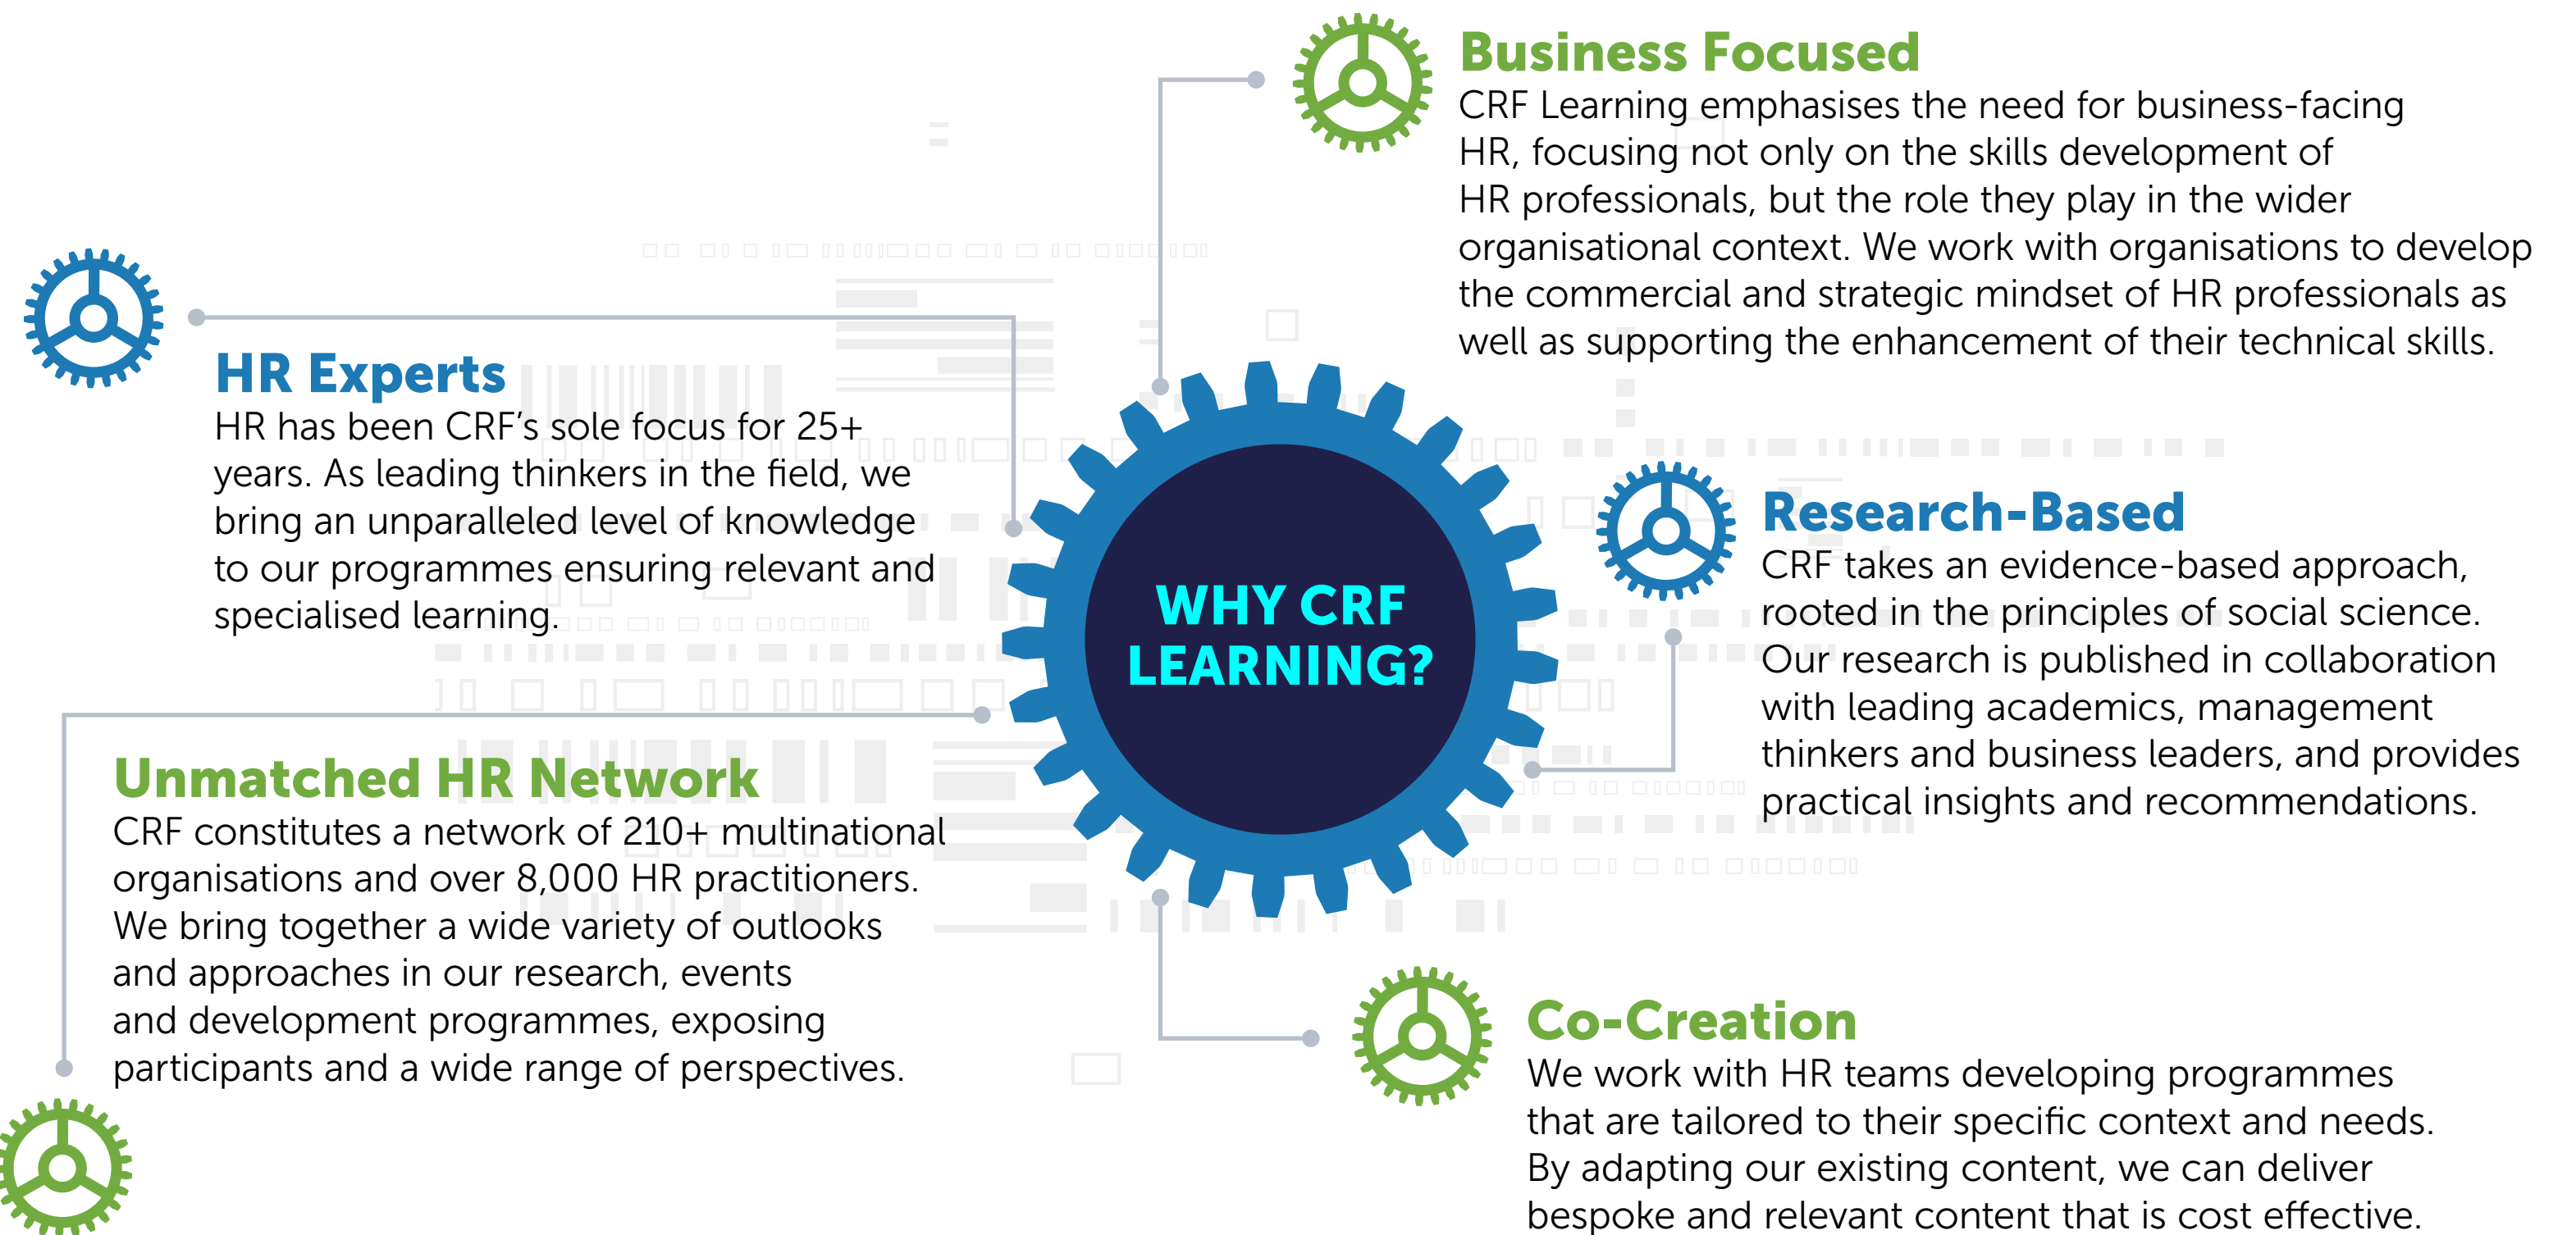 Business Focused
CRF Learning emphasises the need for business-facing
HR, focusing not only on the skills development of
HR professionals, but the role they play in the wider
organisational context. We work with organisations to develop
the commercial and strategic mindset of HR professionals as
well as supporting the enhancement of their technical skills.
HR Experts
HR has been CRF's sole focus for 25+
years. As leading thinkers in the field, we
bring an unparalleled level of knowledge
to our programmes ensuring relevant and
specialised learning.
WHY CRF
LEARNING?
Research-Based
CRF takes an evidence-based approach,
rooted in the principles of social science.
Our research is published in collaboration
with leading academics, management
thinkers and business leaders, and provides
practical insights and recommendations.
Unmatched HR Network
CRF constitutes a network of 210+ multinational
organisations and over 8,000 HR practitioners.
We bring together a wide variety of outlooks
and approaches in our research, events
and development programmes, exposing
participants and a wide range of perspectives.
Co-Creation
We work with HR teams developing programmes
that are tailored to their specific context and needs.
By adapting our existing content, we can deliver
bespoke and relevant content that is cost effective.